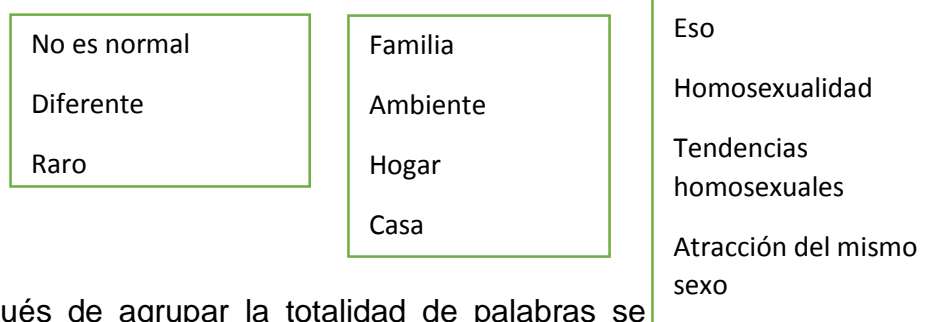 No es normal
Diferente
Raro
Familia
Ambiente
Hogar
Casa
Eso
Homosexualidad
Tendencias
homosexuales
Atracción del mismo
sexo
de agrupar la totalidad de palabras se